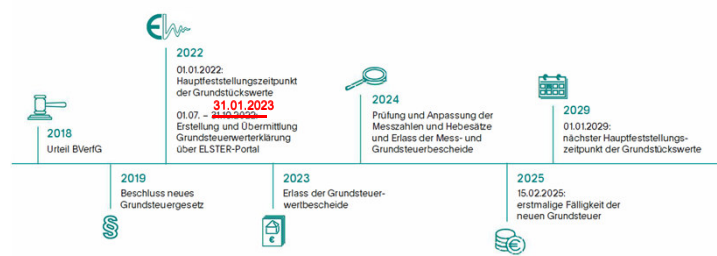 2018
Urteil BVerfG
2019
Beschluss neues
Grundsteuergesetz
§
2022
01.01.2022:
Hauptfeststellungszeitpunkt
der Grundstückswerte
31.01.2023
01.07. – 31.10.2022:
Erstellung und Übermittlung
Grundsteuerwerterklärung
über ELSTER-Portal
2023
Erlass der Grundsteuer-
wertbescheide
€
2024
Prüfung und Anpassung der
Messzahlen und Hebesätze
und Erlass der Mess- und
Grundsteuerbescheide
2025
15.02.2025:
erstmalige Fälligkeit der
neuen Grundsteuer
€
2029
01.01.2029:
nächster Hauptfeststellungs-
zeitpunkt der Grundstückswerte